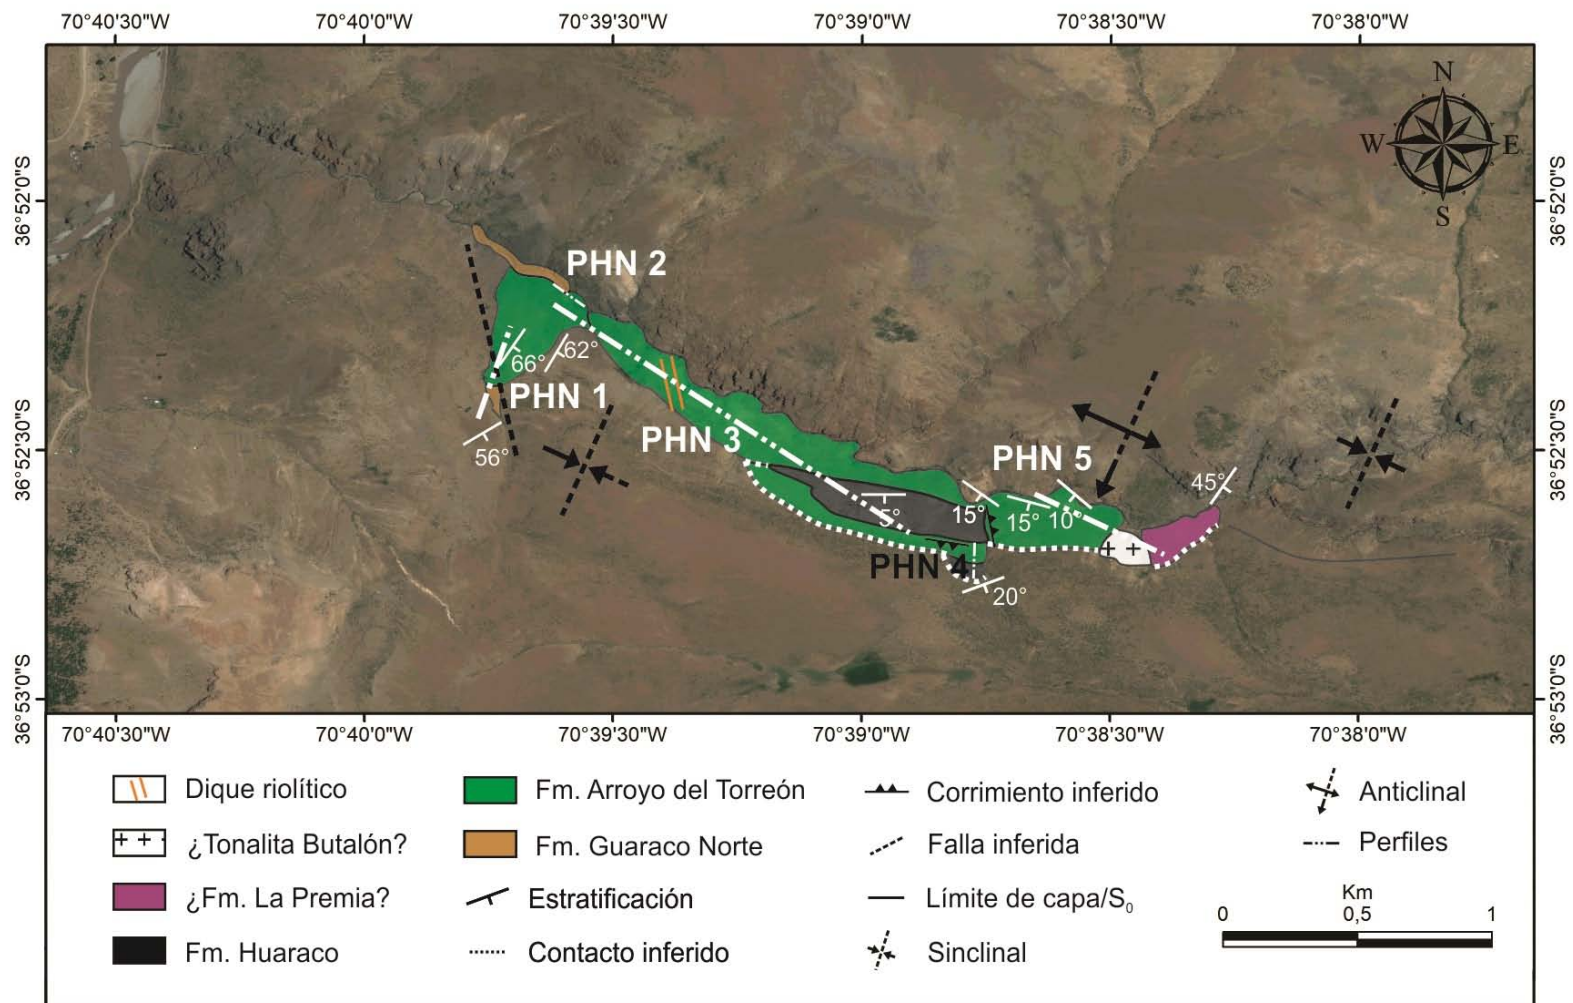 70°40'30"W 70°40'0"W 70°39'30"W 70°39'0"W 70°38'30"W 70°38'0"W
N
W E
S
36°52'0"S 36°52'0"S
PHN 2
66° 62°
PHN 1
56°
36°52'30"S 36°52'30"S
PHN 3
PHN 5
45°
5° 15° 15° 10°
PHN 4
20°
36°53'0"S 36°53'0"S
70°40'30"W 70°40'0"W 70°39'30"W 70°39'0"W 70°38'30"W 70°38'0"W
Dique riolítico
¿Tonalita Butalón?
¿Fm. La Premia?
Fm. Huaraco
Fm. Arroyo del Torreón
Fm. Guaraco Norte
Estratificación
Contacto inferido
Corrimiento inferido
Falla inferida
Límite de capa/S₀
Sinclinal
Anticlinal
Perfiles
Km
0 0,5 1